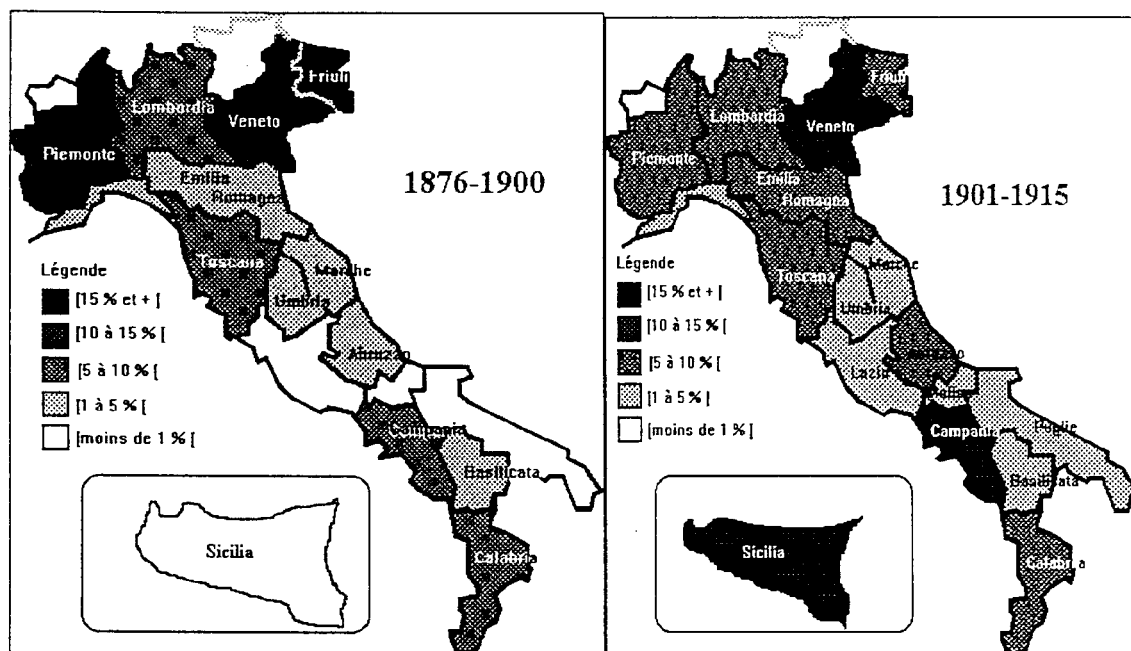 Friuli
Lombardia
Veneto
Piemonte
Emilia
Romagna
1876-1900
Légende
Toscana
Marche
Umbria
[15 % et + [
[10 à 15 % [
[5 à 10 % [
[1 à 5 % [
[moins de 1 % [
Abruzzo
Campania
Basilicata
Sicilia
Calabria
Friuli
Lombardia
Veneto
Piemonte
Emilia
Romagna
1901-1915
Légende
Toscana
Marche
Umbria
[15 % et + [
[10 à 15 % [
[5 à 10 % [
[1 à 5 % [
[moins de 1 % [
Abruzzo
Lazio
Molise
Campania
Puglie
Basilicata
Sicilia
Calabria